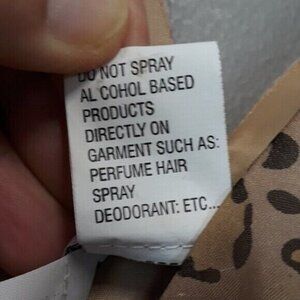 DO NOT SPRAY
AL COHOL BASED
PRODUCTS
DIRECTLY ON
GARMENT SUCH AS:
PERFUME HAIR
SPRAY
DEODORANT: ETC...